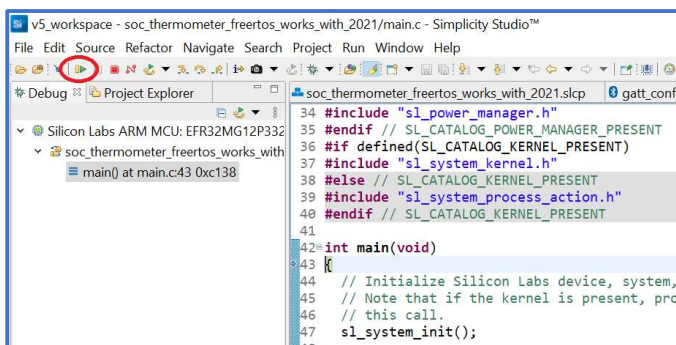 v5_workspace - soc_thermometer_freertos_works_with_2021/main.c - Simplicity Studio™
File Edit Source Refactor Navigate Search Project Run Window Help
Debug Project Explorer
soc_thermometer_freertos_works_with_2021.slcp gatt_conf
Silicon Labs ARM MCU: EFR32MG12P332
soc_thermometer_freertos_works_with
main() at main.c:43 0xc138
34 #include "sl_power_manager.h"
35 #endif // SL_CATALOG_POWER_MANAGER_PRESENT
36 #if defined(SL_CATALOG_KERNEL_PRESENT)
37 #include "sl_system_kernel.h"
38 #else // SL_CATALOG_KERNEL_PRESENT
39 #include "sl_system_process_action.h"
40 #endif // SL_CATALOG_KERNEL_PRESENT
41
42 int main(void)
43 {
44 // Initialize Silicon Labs device, system,
45 // Note that if the kernel is present, pro
46 // this call.
47 sl_system_init();